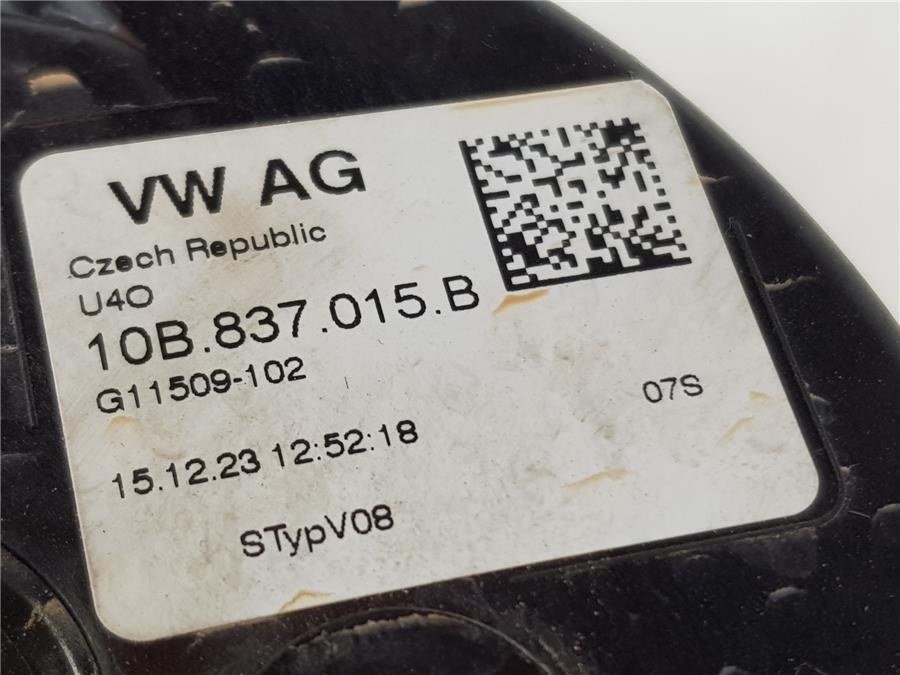 VW AG
Czech Republic
U4O
10B.837.015.B
G11509-102
07S
15.12.23 12:52:18
STypV08